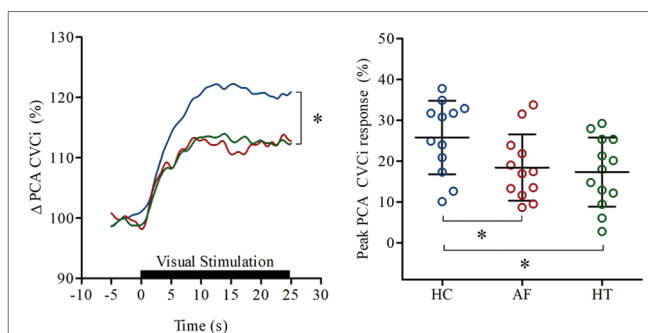 130
120
110
100
90
Δ PCA CVCi (%)
*
Visual Stimulation
-10 -5 0 5 10 15 20 25 30
Time (s)
50
40
30
20
10
0
Peak PCA CVCi response (%)
*
*
HC AF HT